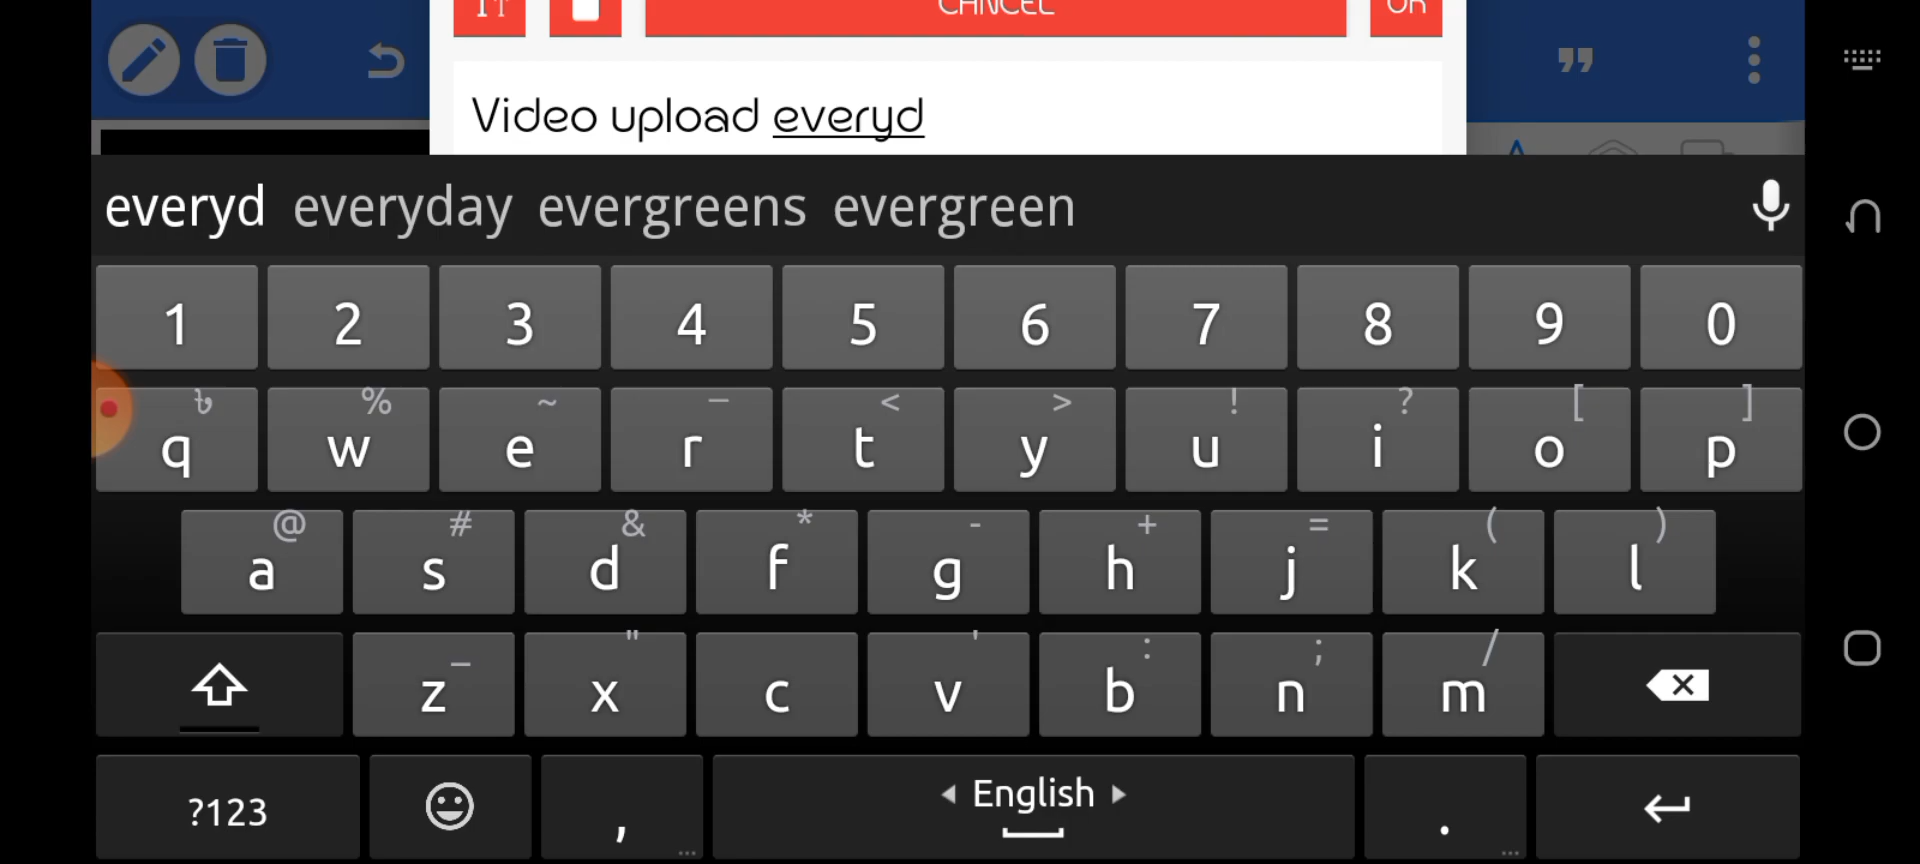 TT CANCEL OK
Video upload everyd
everyd everyday evergreens evergreen
1 2 3 4 5 6 7 8 9 0
৳ % ~ – < > ! ? [ ]
q w e r t y u i o p
@ # & * - + = ( )
a s d f g h j k l
_ " ' : ; /
z x c v b n m
?123 , English .